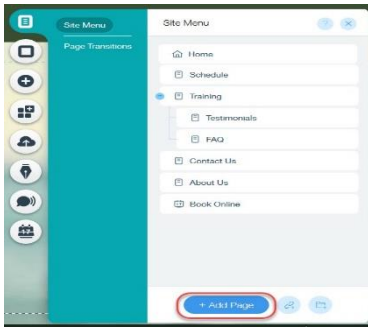 Site Menu
Page Transitions
Site Menu
?
Home
Schedule
Training
Testimonials
FAQ
Contact Us
About Us
Book Online
+ Add Page